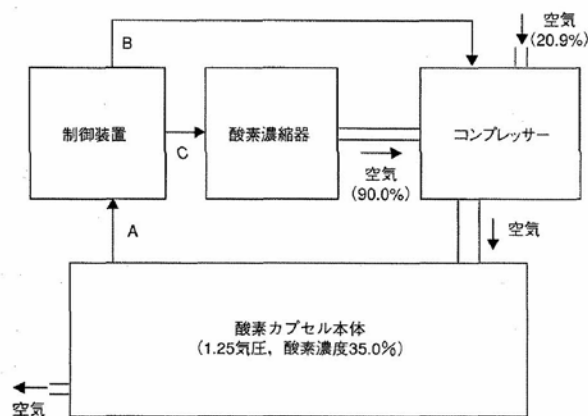 B
空気
(20.9%)
制御装置
C
酸素濃縮器
空気
(90.0%)
コンプレッサー
A
空気
酸素カプセル本体
(1.25気圧，酸素濃度35.0%)
空気